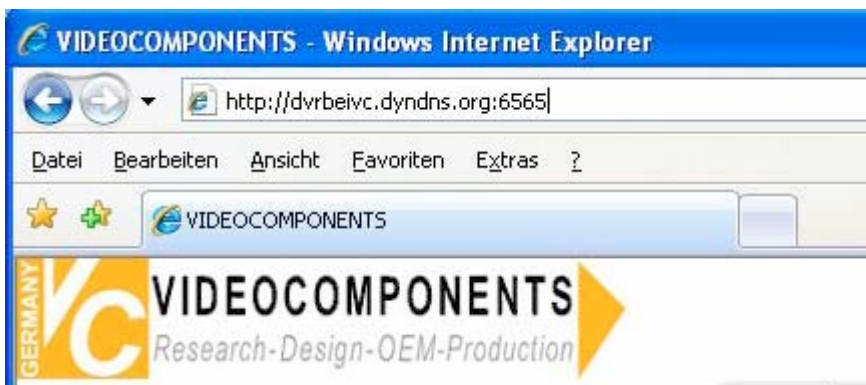 VIDEOCOMPONENTS - Windows Internet Explorer
http://dvrbeivc.dyndns.org:6565
Datei Bearbeiten Ansicht Favoriten Extras ?
VIDEOCOMPONENTS
GERMANY
VC
VIDEOCOMPONENTS
Research-Design-OEM-Production